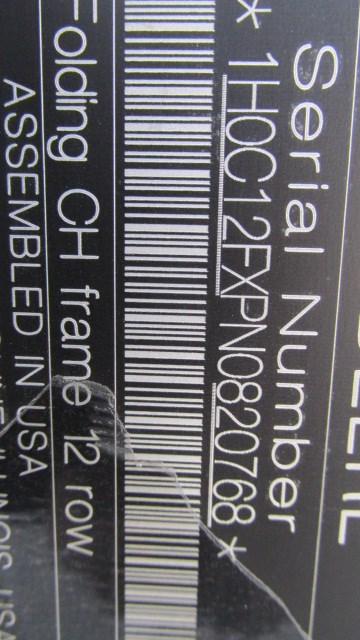 Serial Number
* 1H0C12FXPN0820768 *
Folding CH frame 12 row
ASSEMBLED IN USA